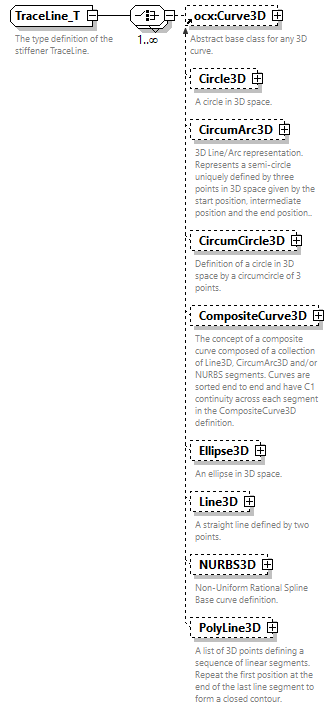 TraceLine_T
The type definition of the
stiffener TraceLine.
1..∞
ocx:Curve3D
Abstract base class for any 3D
curve.
Circle3D
A circle in 3D space.
CircumArc3D
3D Line/Arc representation.
Represents a semi-circle
uniquely defined by three
points in 3D space given by the
start position, intermediate
position and the end position..
CircumCircle3D
Definition of a circle in 3D
space by a circumcircle of 3
points.
CompositeCurve3D
The concept of a composite
curve composed of a collection
of Line3D, CircumArc3D and/or
NURBS segments. Curves are
sorted end to end and have C1
continuity across each segment
in the CompositeCurve3D
definition.
Ellipse3D
An ellipse in 3D space.
Line3D
A straight line defined by two
points.
NURBS3D
Non-Uniform Rational Spline
Base curve definition.
PolyLine3D
A list of 3D points defining a
sequence of linear segments.
Repeat the first position at the
end of the last line segment to
form a closed contour.